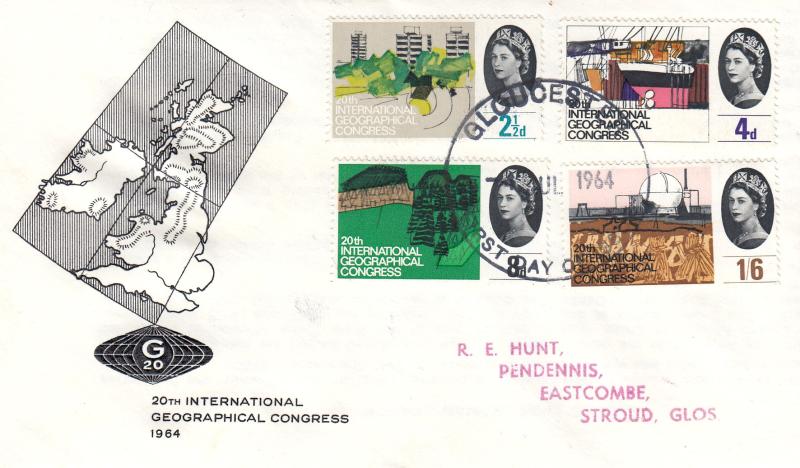 20th
INTERNATIONAL
GEOGRAPHICAL
CONGRESS
2½d
20th
INTERNATIONAL
GEOGRAPHICAL
CONGRESS
4d
20th
INTERNATIONAL
GEOGRAPHICAL
CONGRESS
8d
20th
INTERNATIONAL
GEOGRAPHICAL
CONGRESS
1/6
1964
G
20
20TH INTERNATIONAL
GEOGRAPHICAL CONGRESS
1964
R. E. HUNT,
PENDENNIS,
EASTCOMBE,
STROUD, GLOS